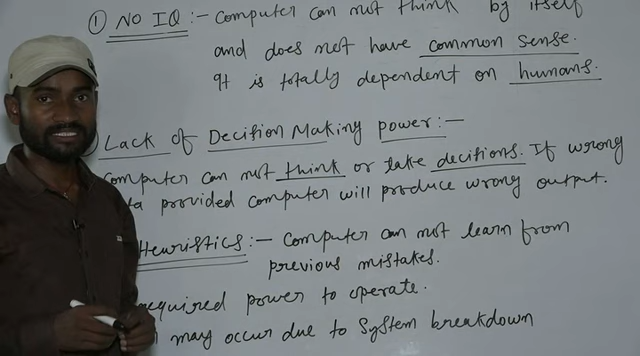 ① NO IQ :- Computer can not think by itself
and does not have common sense.
It is totally dependent on humans.
Lack of Decision Making power :-
Computer can not think or take decisions. If wrong
provided computer will produce wrong output.
Heuristics :- Computer can not learn from
previous mistakes.
required power to operate.
may occur due to System breakdown